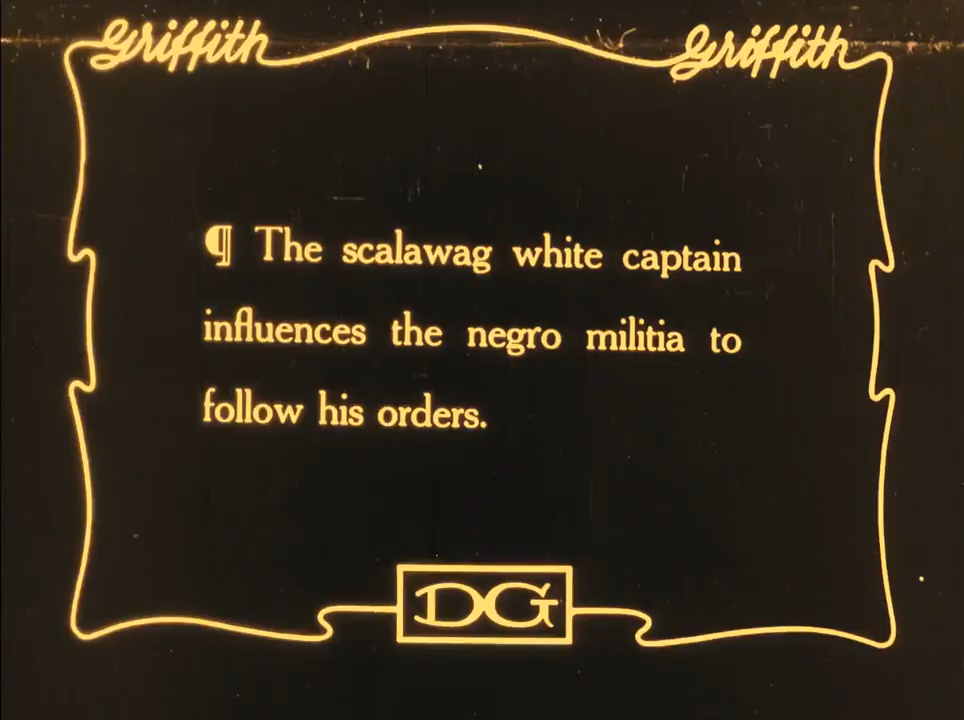 Griffith Griffith
¶ The scalawag white captain
influences the negro militia to
follow his orders.
DG